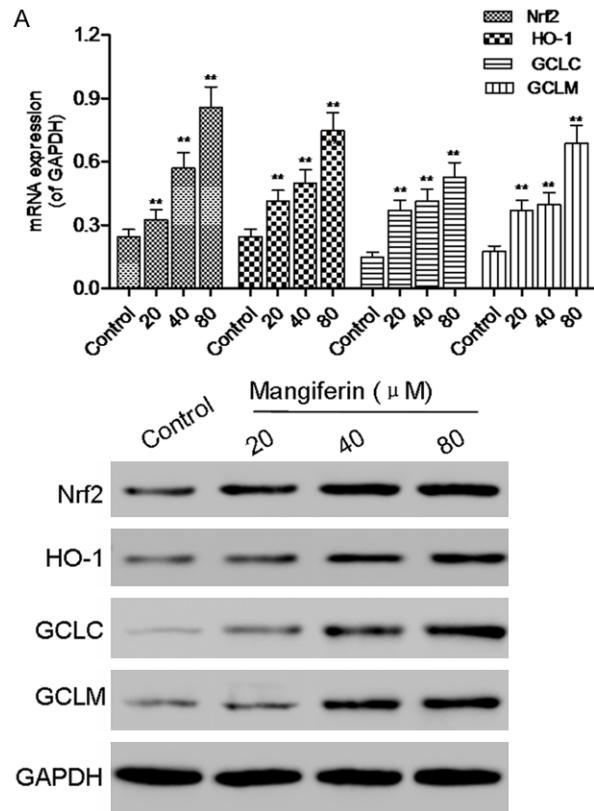 A
Nrf2
HO-1
GCLC
GCLM
mRNA expression
(of GAPDH)
1.2
0.9
0.6
0.3
0.0
** ** ** ** ** ** ** ** ** ** ** **
Control 20 40 80 Control 20 40 80 Control 20 40 80 Control 20 40 80
Mangiferin ( μM)
Control 20 40 80
Nrf2
HO-1
GCLC
GCLM
GAPDH